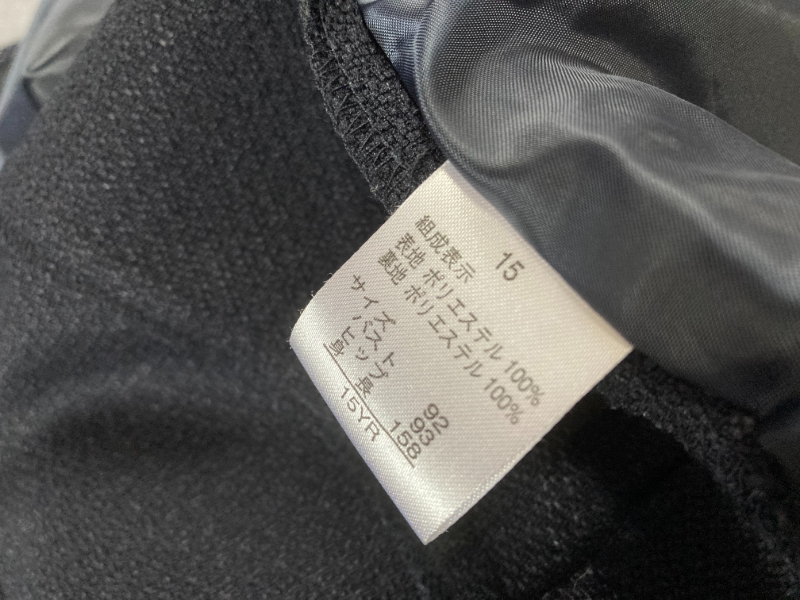 15
組成表示
表地 ポリエステル 100%
裏地 ポリエステル 100%
サイズ
バスト 92
ヒップ 93
身長 158
15YR